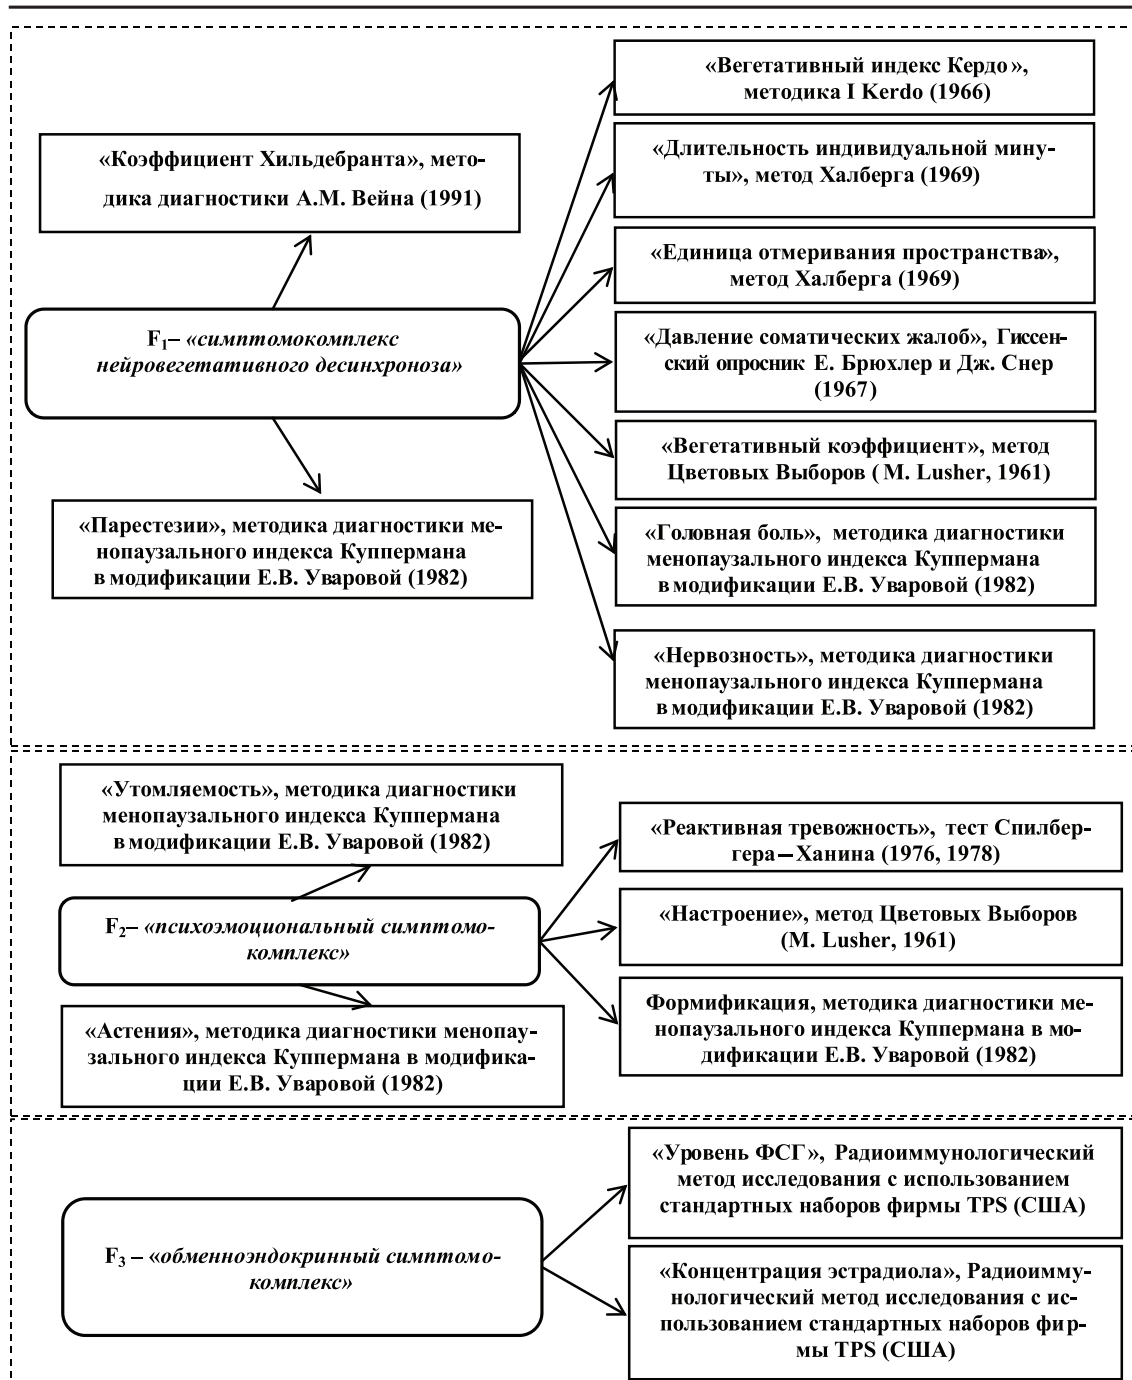 «Вегетативный индекс Кердо»,
методика I Kerdo (1966)
«Коэффициент Хильдебранта», мето-
дика диагностики А.М. Вейна (1991)
«Длительность индивидуальной мину-
ты», метод Халберга (1969)
«Единица отмеривания пространства»,
метод Халберга (1969)
F1– «симптомокомплекс
нейровегетативного десинхроноза»
«Давление соматических жалоб», Гиссен-
ский опросник Е. Брюхлер и Дж. Снер
(1967)
«Вегетативный коэффициент», метод
Цветовых Выборов ( M. Lusher, 1961)
«Парестезии», методика диагностики ме-
нопаузального индекса Куппермана
в модификации Е.В. Уваровой (1982)
«Головная боль», методика диагностики
менопаузального индекса Куппермана
в модификации Е.В. Уваровой (1982)
«Нервозность», методика диагностики
менопаузального индекса Куппермана
в модификации Е.В. Уваровой (1982)
«Утомляемость», методика диагностики
менопаузального индекса Куппермана
в модификации Е.В. Уваровой (1982)
«Реактивная тревожность», тест Спилбер-
гера—Ханина (1976, 1978)
F2– «психоэмоциональный симптомо-
комплекс»
«Настроение», метод Цветовых Выборов
(M. Lusher, 1961)
«Астения», методика диагностики менопау-
зального индекса Куппермана в модифика-
ции Е.В. Уваровой (1982)
Формификация, методика диагностики ме-
нопаузального индекса Куппермана в мо-
дификации Е.В. Уваровой (1982)
«Уровень ФСГ», Радиоиммунологический
метод исследования с использованием
стандартных наборов фирмы TPS (США)
F3 – «обменноэндокринный симптомо-
комплекс»
«Концентрация эстрадиола», Радиоимму-
нологический метод исследования с ис-
пользованием стандартных наборов фир-
мы TPS (США)